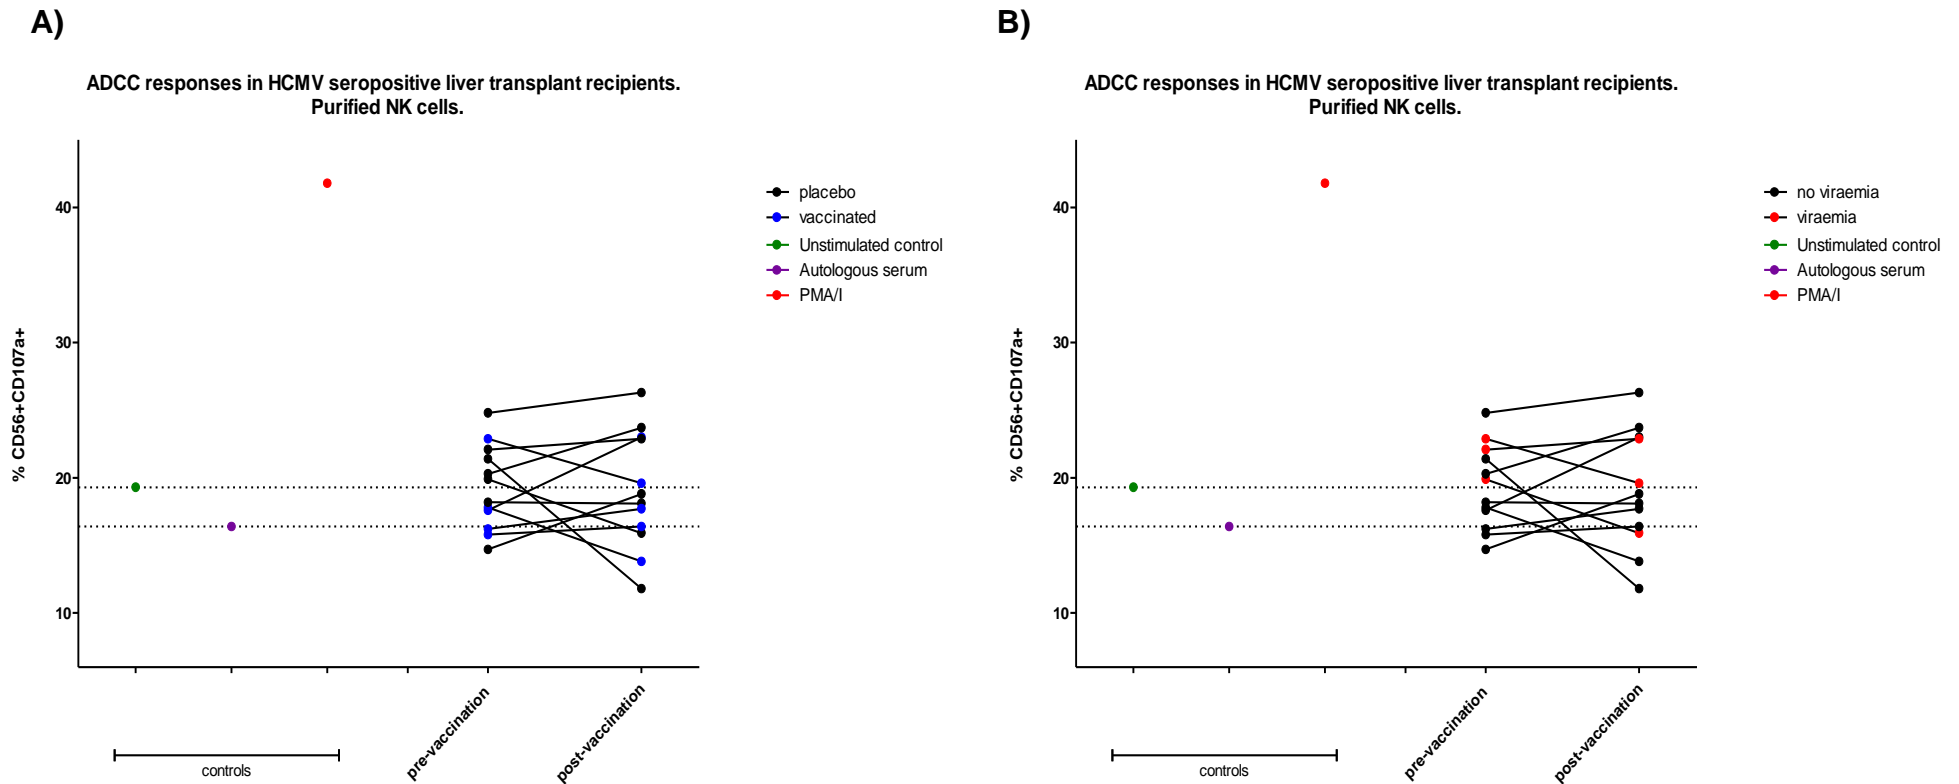 A)
ADCC responses in HCMV seropositive liver transplant recipients.
Purified NK cells.
% CD56+CD107a+
40
30
20
10
placebo
vaccinated
Unstimulated control
Autologous serum
PMA/I
controls
pre-vaccination
post-vaccination
B)
ADCC responses in HCMV seropositive liver transplant recipients.
Purified NK cells.
% CD56+CD107a+
40
30
20
10
no viraemia
viraemia
Unstimulated control
Autologous serum
PMA/I
controls
pre-vaccination
post-vaccination